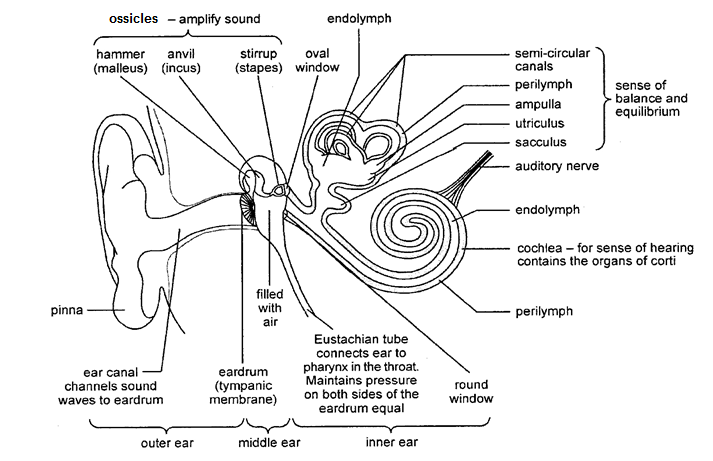 ossicles – amplify sound
endolymph
hammer
(malleus)
anvil
(incus)
stirrup
(stapes)
oval
window
semi-circular
canals
perilymph
ampulla
utriculus
sacculus
sense of
balance and
equilibrium
auditory nerve
endolymph
cochlea – for sense of hearing
contains the organs of corti
perilymph
pinna
filled
with
air
ear canal
channels sound
waves to eardrum
eardrum
(tympanic
membrane)
Eustachian tube
connects ear to
pharynx in the throat.
Maintains pressure
on both sides of the
eardrum equal
round
window
outer ear
middle ear
inner ear